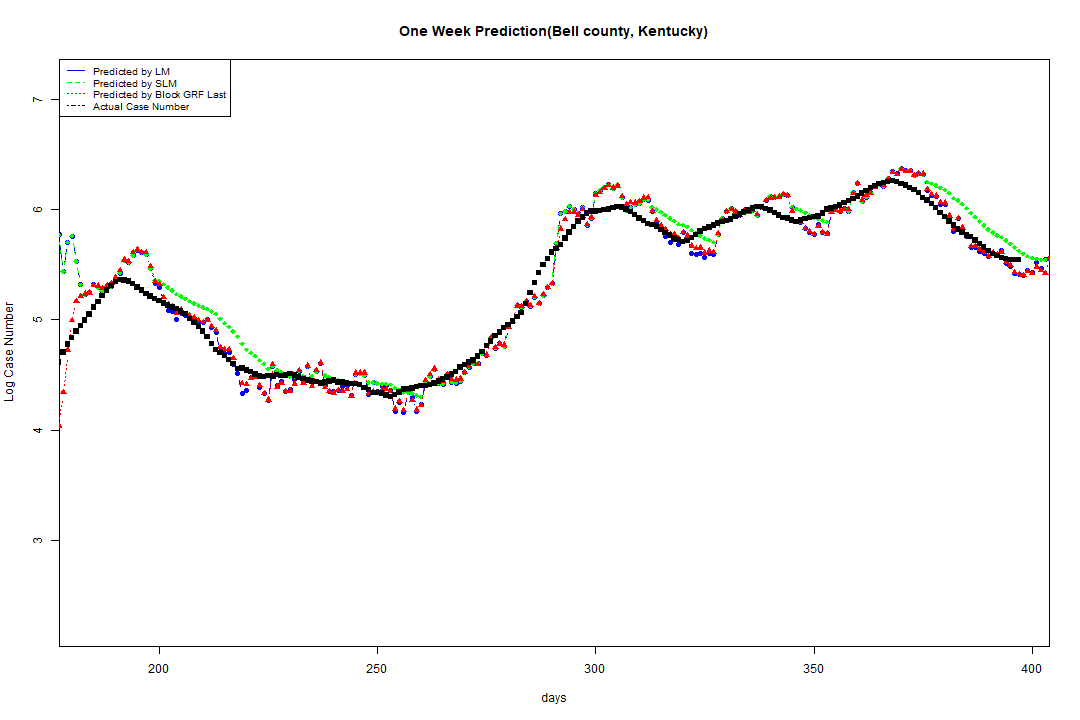 One Week Prediction(Bell county, Kentucky)
Predicted by LM
Predicted by SLM
Predicted by Block GRF Last
Actual Case Number
7
6
5
4
3
Log Case Number
200 250 300 350 400
days